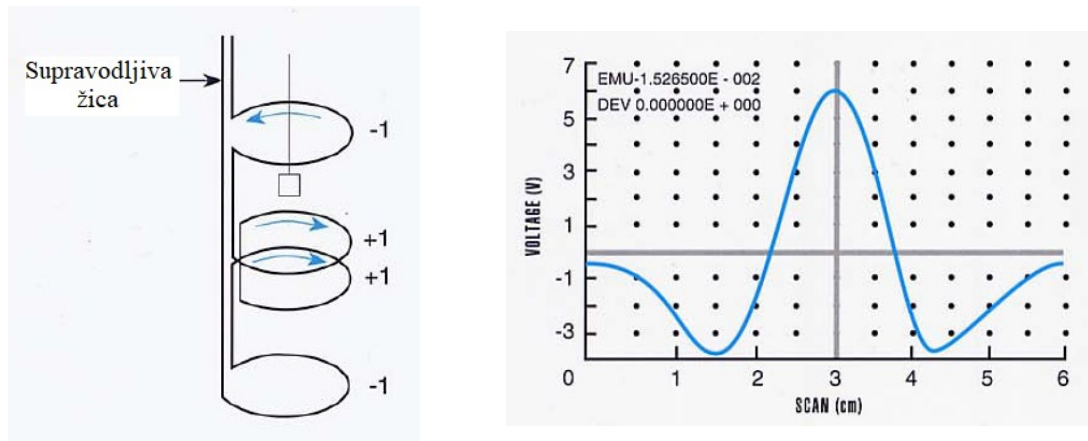 Supravodljiva
žica
-1
+1
+1
-1
EMU-1.526500E - 002
DEV 0.000000E + 000
VOLTAGE (V)
7
5
3
1
-1
-3
0 1 2 3 4 5 6
SCAN (cm)